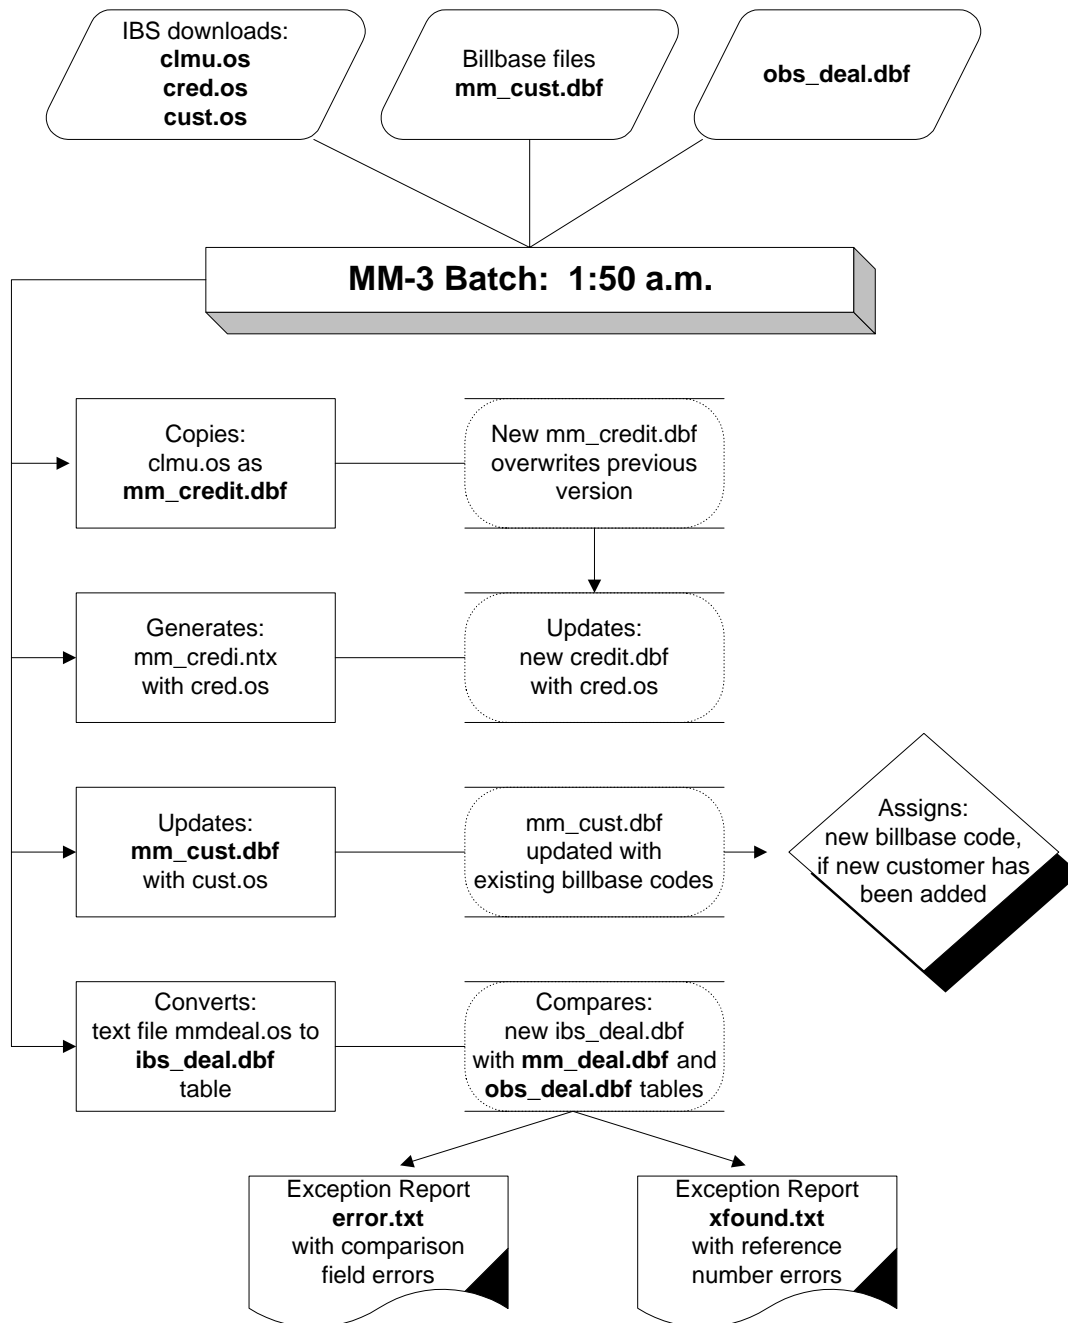 IBS downloads:
clmu.os
cred.os
cust.os
Billbase files
mm_cust.dbf
obs_deal.dbf
MM-3 Batch:  1:50 a.m.
Copies:
clmu.os as
mm_credit.dbf
New mm_credit.dbf
overwrites previous
version
Generates:
mm_credi.ntx
with cred.os
Updates:
new credit.dbf
with cred.os
Updates:
mm_cust.dbf
with cust.os
mm_cust.dbf
updated with
existing billbase codes
Assigns:
new billbase code,
if new customer has
been added
Converts:
text file mmdeal.os to
ibs_deal.dbf
table
Compares:
new ibs_deal.dbf
with mm_deal.dbf and
obs_deal.dbf tables
Exception Report
error.txt
with comparison
field errors
Exception Report
xfound.txt
with reference
number errors